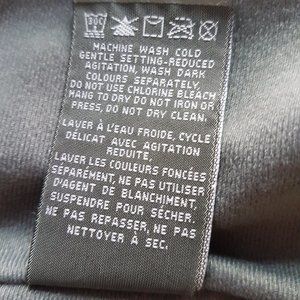 30C
MACHINE WASH COLD
GENTLE SETTING-REDUCED
AGITATION, WASH DARK
COLOURS SEPARATELY
DO NOT USE CHLORINE BLEACH
HANG TO DRY DO NOT IRON OR
PRESS, DO NOT DRY CLEAN.
LAVER À L'EAU FROIDE, CYCLE
DÉLICAT AVEC AGITATION
REDUITE,
LAVER LES COULEURS FONCÉES
SÉPARÉMENT, NE PAS UTILISER
D'AGENT DE BLANCHIMENT,
SUSPENDRE POUR SÉCHER.
NE PAS REPASSER, NE PAS
NETTOYER À SEC.